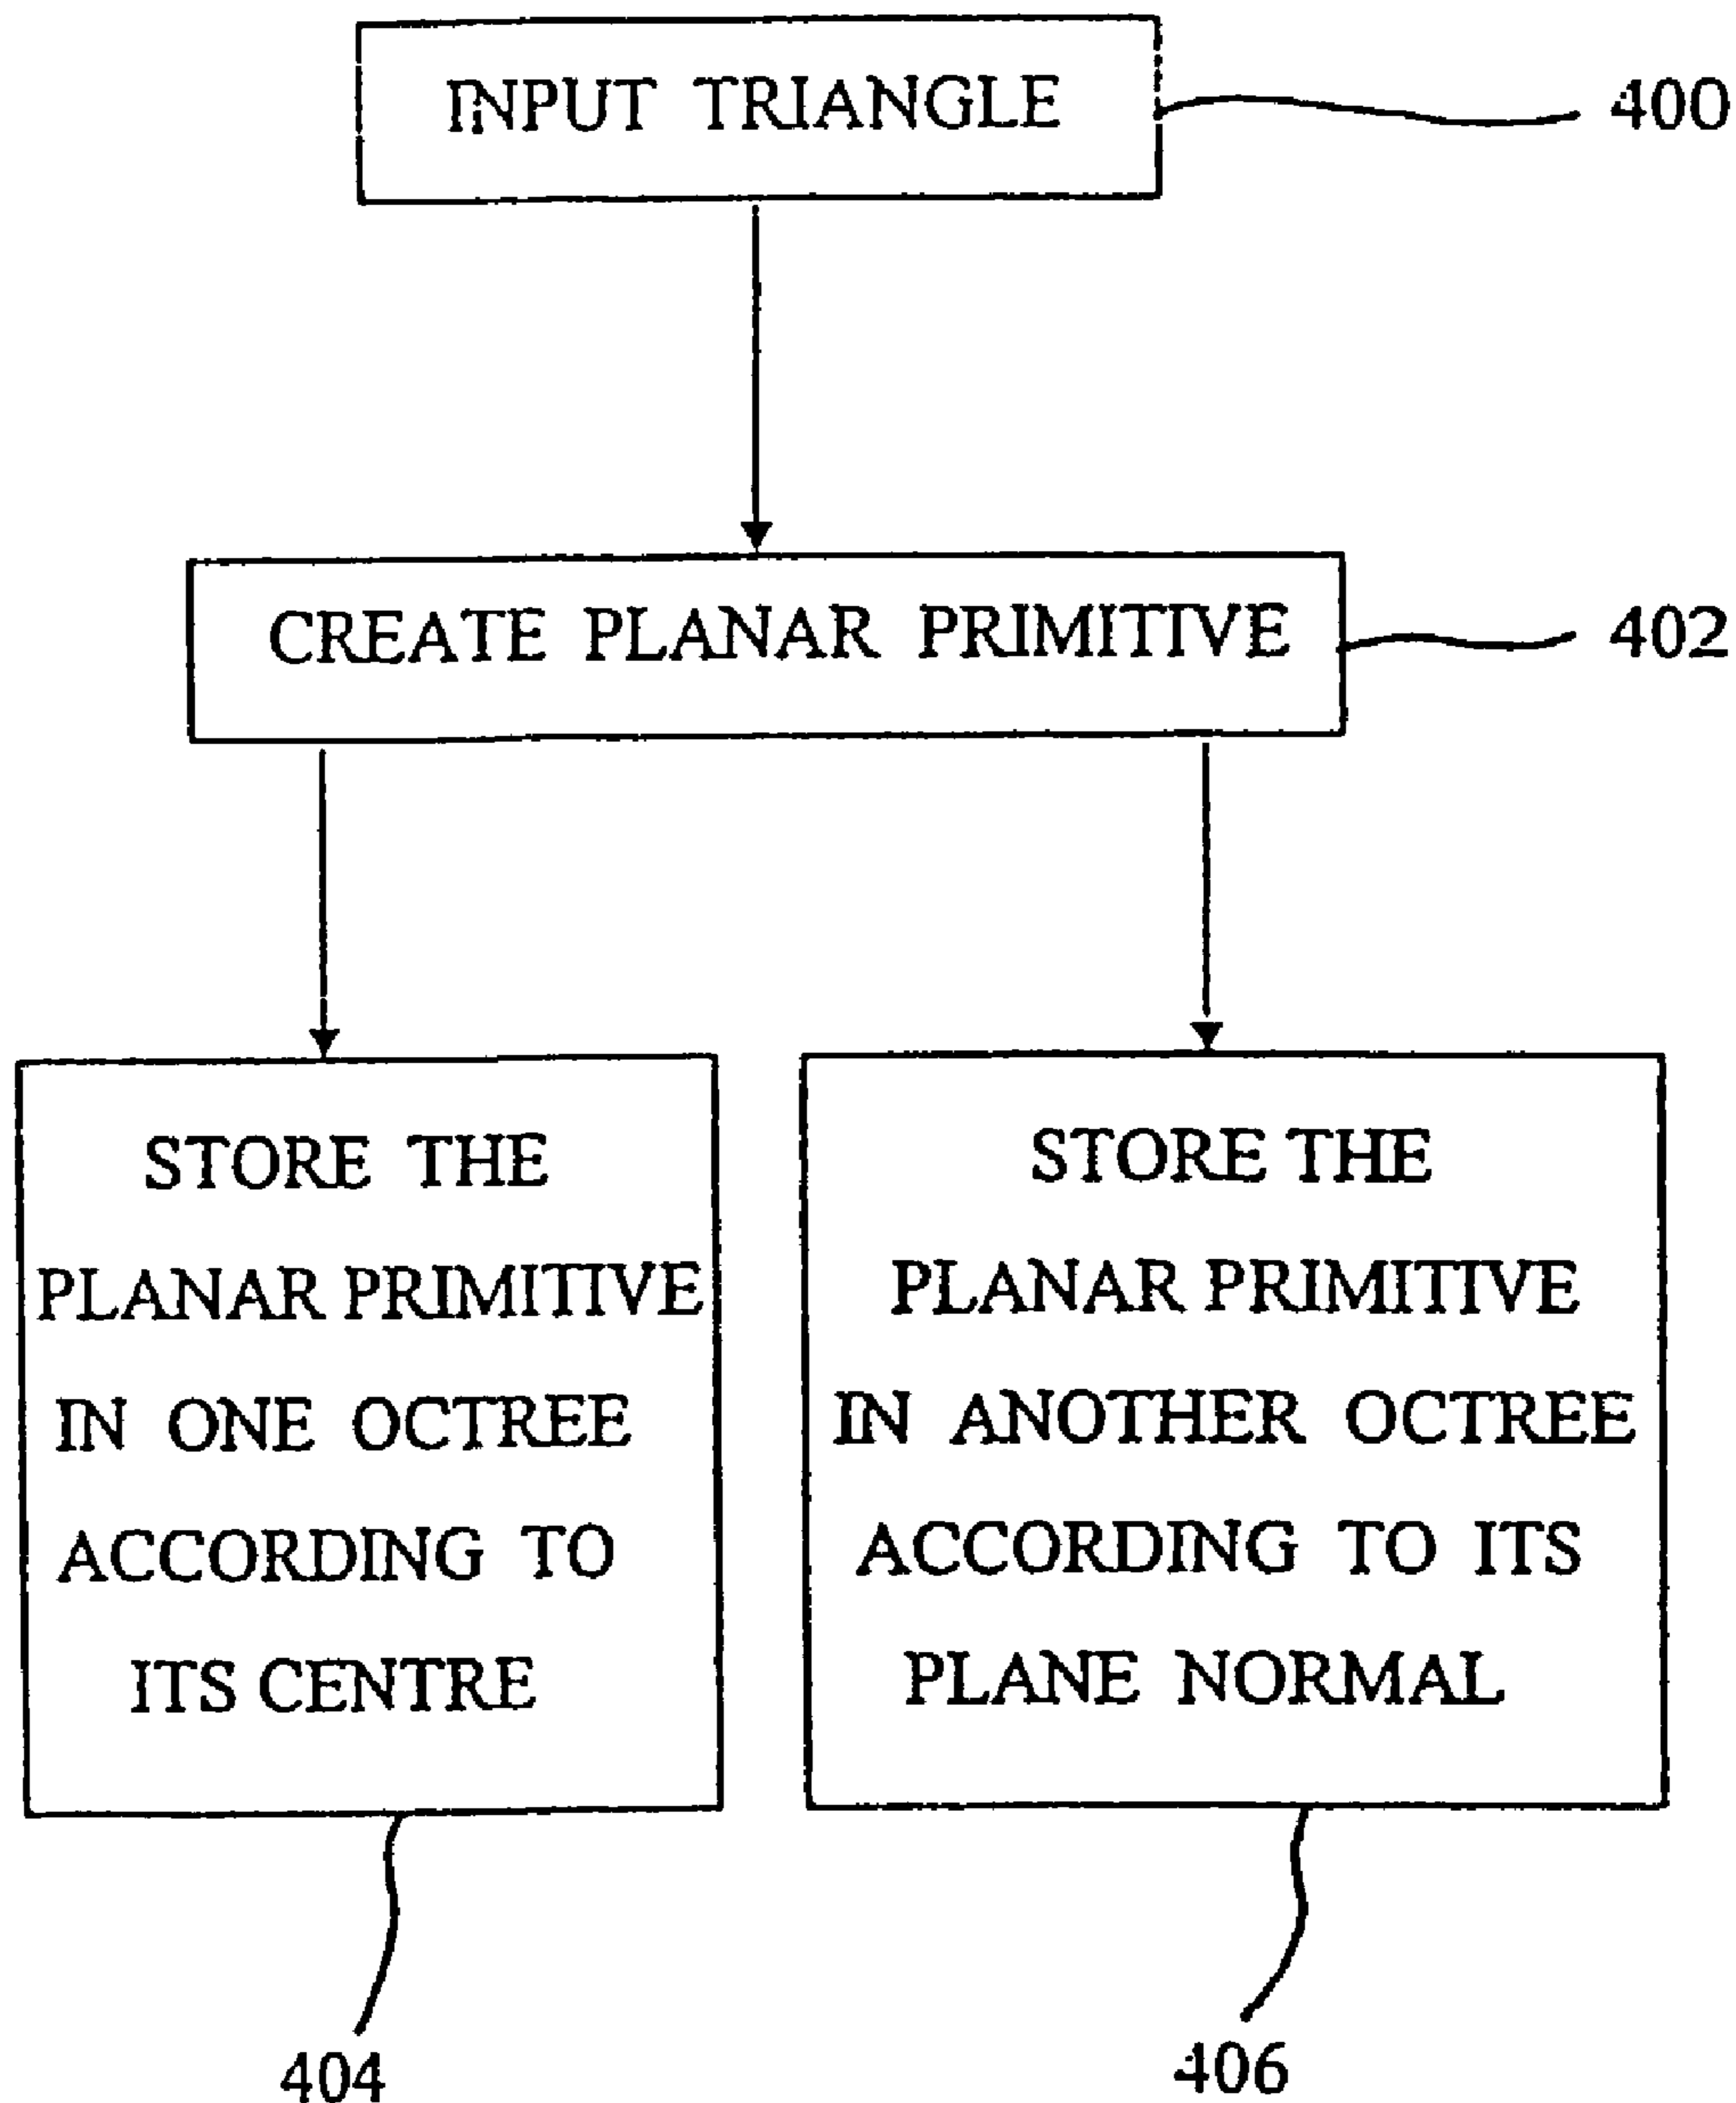 INPUT TRIANGLE
400
CREATE PLANAR PRIMITIVE
402
STORE THE
PLANAR PRIMITIVE
IN ONE OCTREE
ACCORDING TO
ITS CENTRE
STORE THE
PLANAR PRIMITIVE
IN ANOTHER OCTREE
ACCORDING TO ITS
PLANE NORMAL
404
406